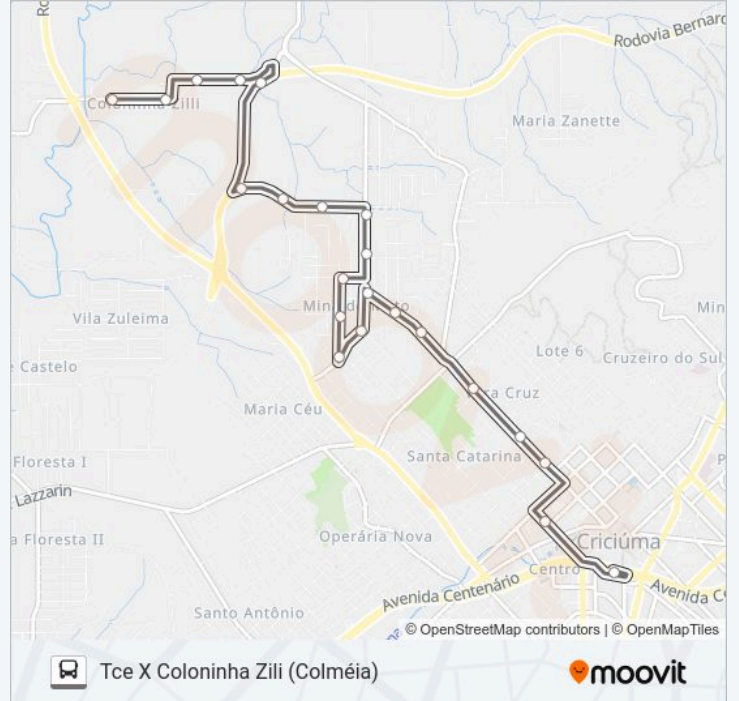 Rodovia Bernard
Coloninha Zilli
Maria Zanette
Vila Zuleima
Min
Lote 6
Cruzeiro do Sul
Castelo
Maria Céu
Cruz
Floresta I
Santa Catarina
Lazzarin
Operária Nova
a Floresta II
Criciúma
Centro
Avenida Centenário
Avenida C
Santo Antônio
© OpenStreetMap contributors | © OpenMapTiles
Tce X Coloninha Zili (Colméia)
moovit